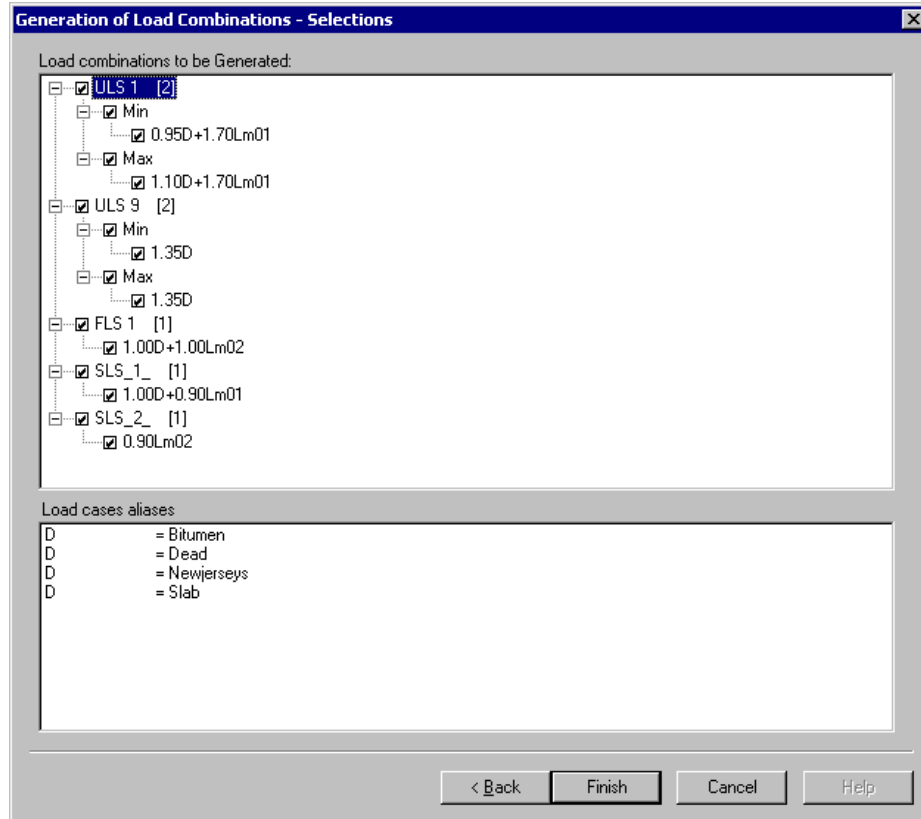 Generation of Load Combinations - Selections
Load combinations to be Generated:
ULS 1 [2]
Min
0.95D+1.70Lm01
Max
1.10D+1.70Lm01
ULS 9 [2]
Min
1.35D
Max
1.35D
FLS 1 [1]
1.00D+1.00Lm02
SLS_1_ [1]
1.00D+0.90Lm01
SLS_2_ [1]
0.90Lm02
Load cases aliases
D = Bitumen
D = Dead
D = Newjerseys
D = Slab
< Back Finish Cancel Help